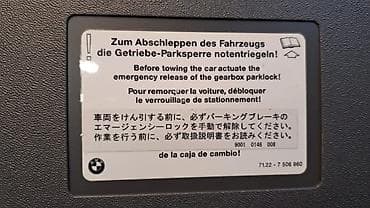 Zum Abschleppen des Fahrzeugs
die Getriebe-Parksperre notentriegeln!
Before towing the car actuate the
emergency release of the gearbox parklock!
Pour remorquer la voiture, débloquer
le verrouillage de stationnement!
車両をけん引する前に、必ずパーキングブレーキの
エマージェンシーロックを手動で解除してください。
作業を行う前に、必ず取扱説明書をお読みください。
9001 0146 008
de la caja de cambio!
BMW
71.22 - 7 506 960